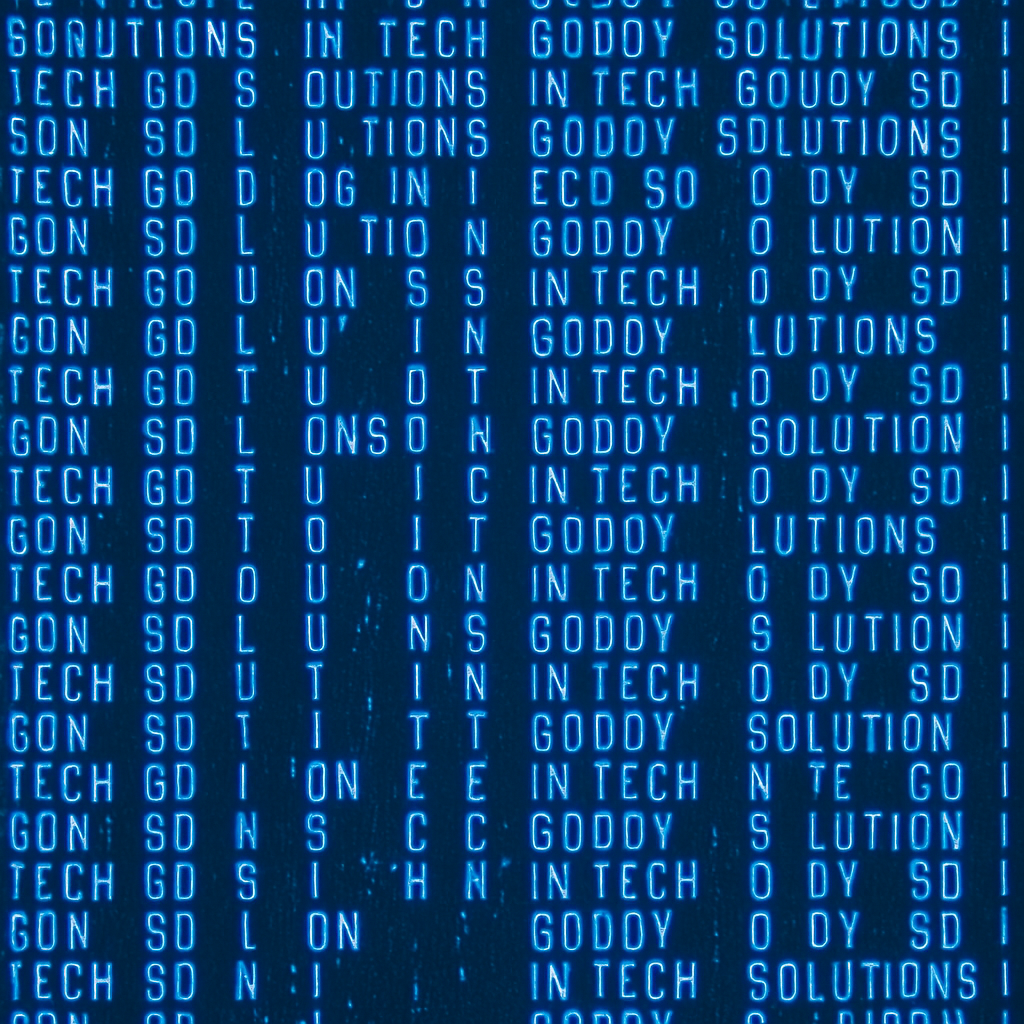 SORUTIONS IN TECH GODDY SOLUTIONS I
TECH GD S OUTIONS IN TECH GOUOY SD I
SON SD L U TIONS GODDY SDLUTIONS I
TECH GO D OG IN I ECD SO O DY SD I
GON SD L U TIO N GODDY O LUTION I
TECH GO U ON S S IN TECH O DY SD I
GON GD L U I N GODDY LUTIONS I
TECH GD T U O T IN TECH O DY SD I
GON SD L ONSO N GODDY SOLUTION I
TECH GD T U I C IN TECH O DY SD I
GON SD T O I T GODDY LUTIONS I
TECH GD O U O N IN TECH O DY SO I
GON SD L U N S GODDY S LUTION I
TECH SD U T I N IN TECH O DY SD I
GON SD T I T T GODDY SOLUTION I
TECH GD I ON E E IN TECH N TE GO I
GON SD N S C C GODDY S LUTION I
TECH GD S I H N IN TECH O DY SD I
GON SD L ON GODDY O DY SD I
TECH SD N I IN TECH SOLUTIONS I